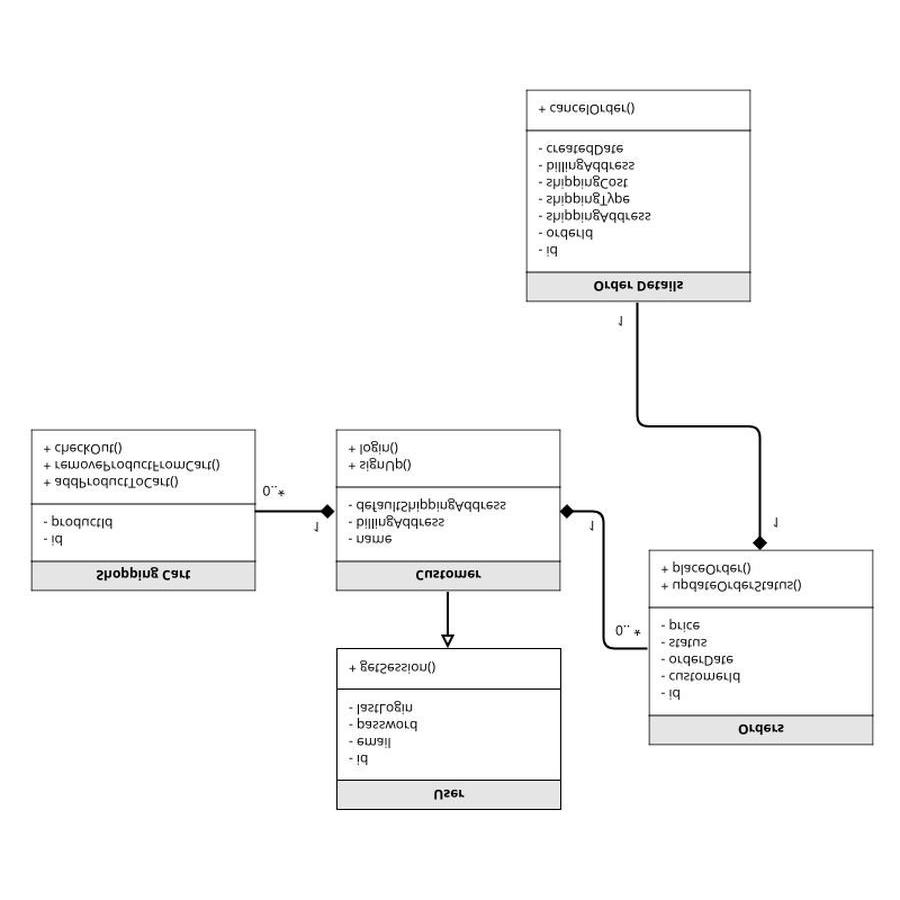 User
- id
- email
- password
- lastLogin
+ getSession()
Shopping Cart
- id
- productId
+ addProductToCart()
+ removeProductFromCart()
+ checkOut()
Customer
- name
- billingAddress
- defaultShippingAddress
+ signUp()
+ login()
Orders
- id
- customerId
- orderDate
- status
- price
+ updateOrderStatus()
+ placeOrder()
Order Details
- id
- orderId
- shippingAddress
- shippingType
- shippingCost
- billingAddress
- createdDate
+ cancelOrder()
0..*
1
1
0.. *
1
1